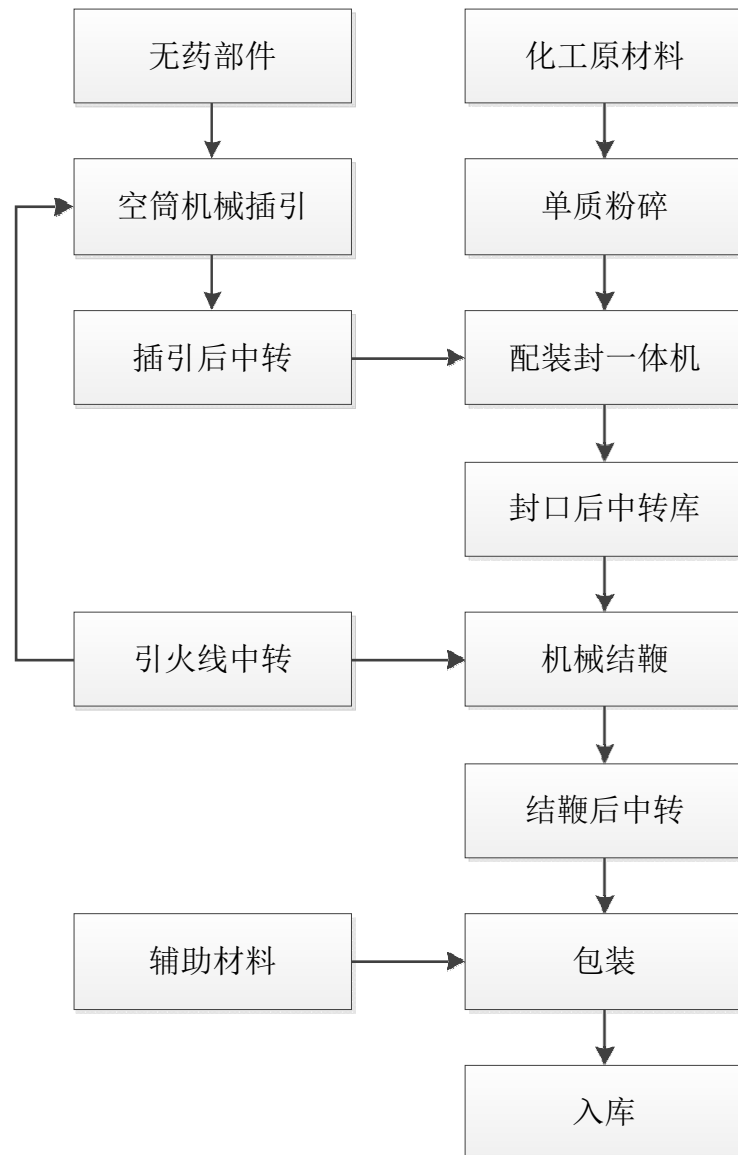 无药部件
化工原材料
空筒机械插引
单质粉碎
插引后中转
配装封一体机
封口后中转库
引火线中转
机械结鞭
结鞭后中转
辅助材料
包装
入库